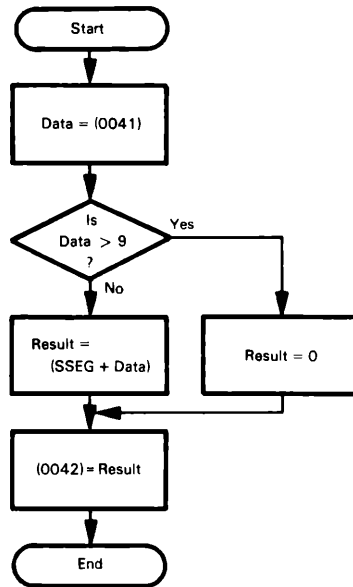 Start
Data = (0041)
Is
Data > 9
?
Yes
No
Result =
(SSEG + Data)
Result = 0
(0042) = Result
End